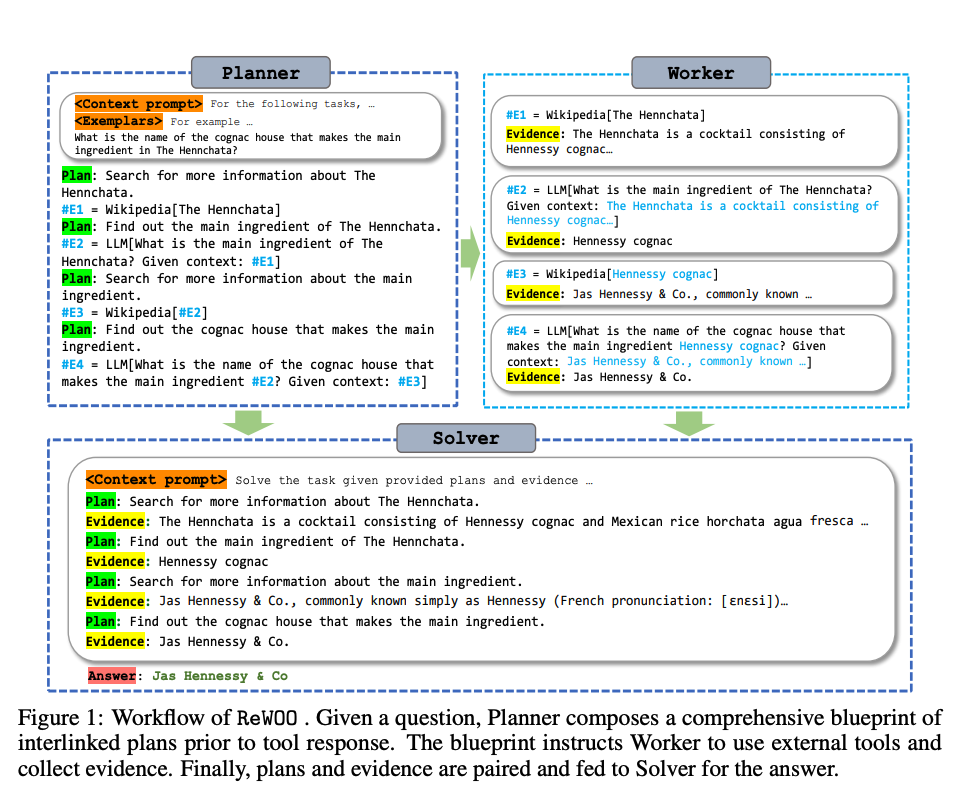 Planner
<Context prompt> For the following tasks, …
<Exemplars> For example …
What is the name of the cognac house that makes the main
ingredient in The Hennchata?
Plan: Search for more information about The
Hennchata.
#E1 = Wikipedia[The Hennchata]
Plan: Find out the main ingredient of The Hennchata.
#E2 = LLM[What is the main ingredient of The
Hennchata? Given context: #E1]
Plan: Search for more information about the main
ingredient.
#E3 = Wikipedia[#E2]
Plan: Find out the cognac house that makes the main
ingredient.
#E4 = LLM[What is the name of the cognac house that
makes the main ingredient #E2? Given context: #E3]
Worker
#E1 = Wikipedia[The Hennchata]
Evidence: The Hennchata is a cocktail consisting of
Hennessy cognac…
#E2 = LLM[What is the main ingredient of The Hennchata?
Given context: The Hennchata is a cocktail consisting of
Hennessy cognac…]
Evidence: Hennessy cognac
#E3 = Wikipedia[Hennessy cognac]
Evidence: Jas Hennessy & Co., commonly known …
#E4 = LLM[What is the name of the cognac house that
makes the main ingredient Hennessy cognac? Given
context: Jas Hennessy & Co., commonly known …]
Evidence: Jas Hennessy & Co.
Solver
<Context prompt> Solve the task given provided plans and evidence …
Plan: Search for more information about The Hennchata.
Evidence: The Hennchata is a cocktail consisting of Hennessy cognac and Mexican rice horchata agua fresca …
Plan: Find out the main ingredient of The Hennchata.
Evidence: Hennessy cognac
Plan: Search for more information about the main ingredient.
Evidence: Jas Hennessy & Co., commonly known simply as Hennessy (French pronunciation: [ɛnɛsi])…
Plan: Find out the cognac house that makes the main ingredient.
Evidence: Jas Hennessy & Co.
Answer: Jas Hennessy & Co
Figure 1: Workflow of ReWOO . Given a question, Planner composes a comprehensive blueprint of
interlinked plans prior to tool response. The blueprint instructs Worker to use external tools and
collect evidence. Finally, plans and evidence are paired and fed to Solver for the answer.